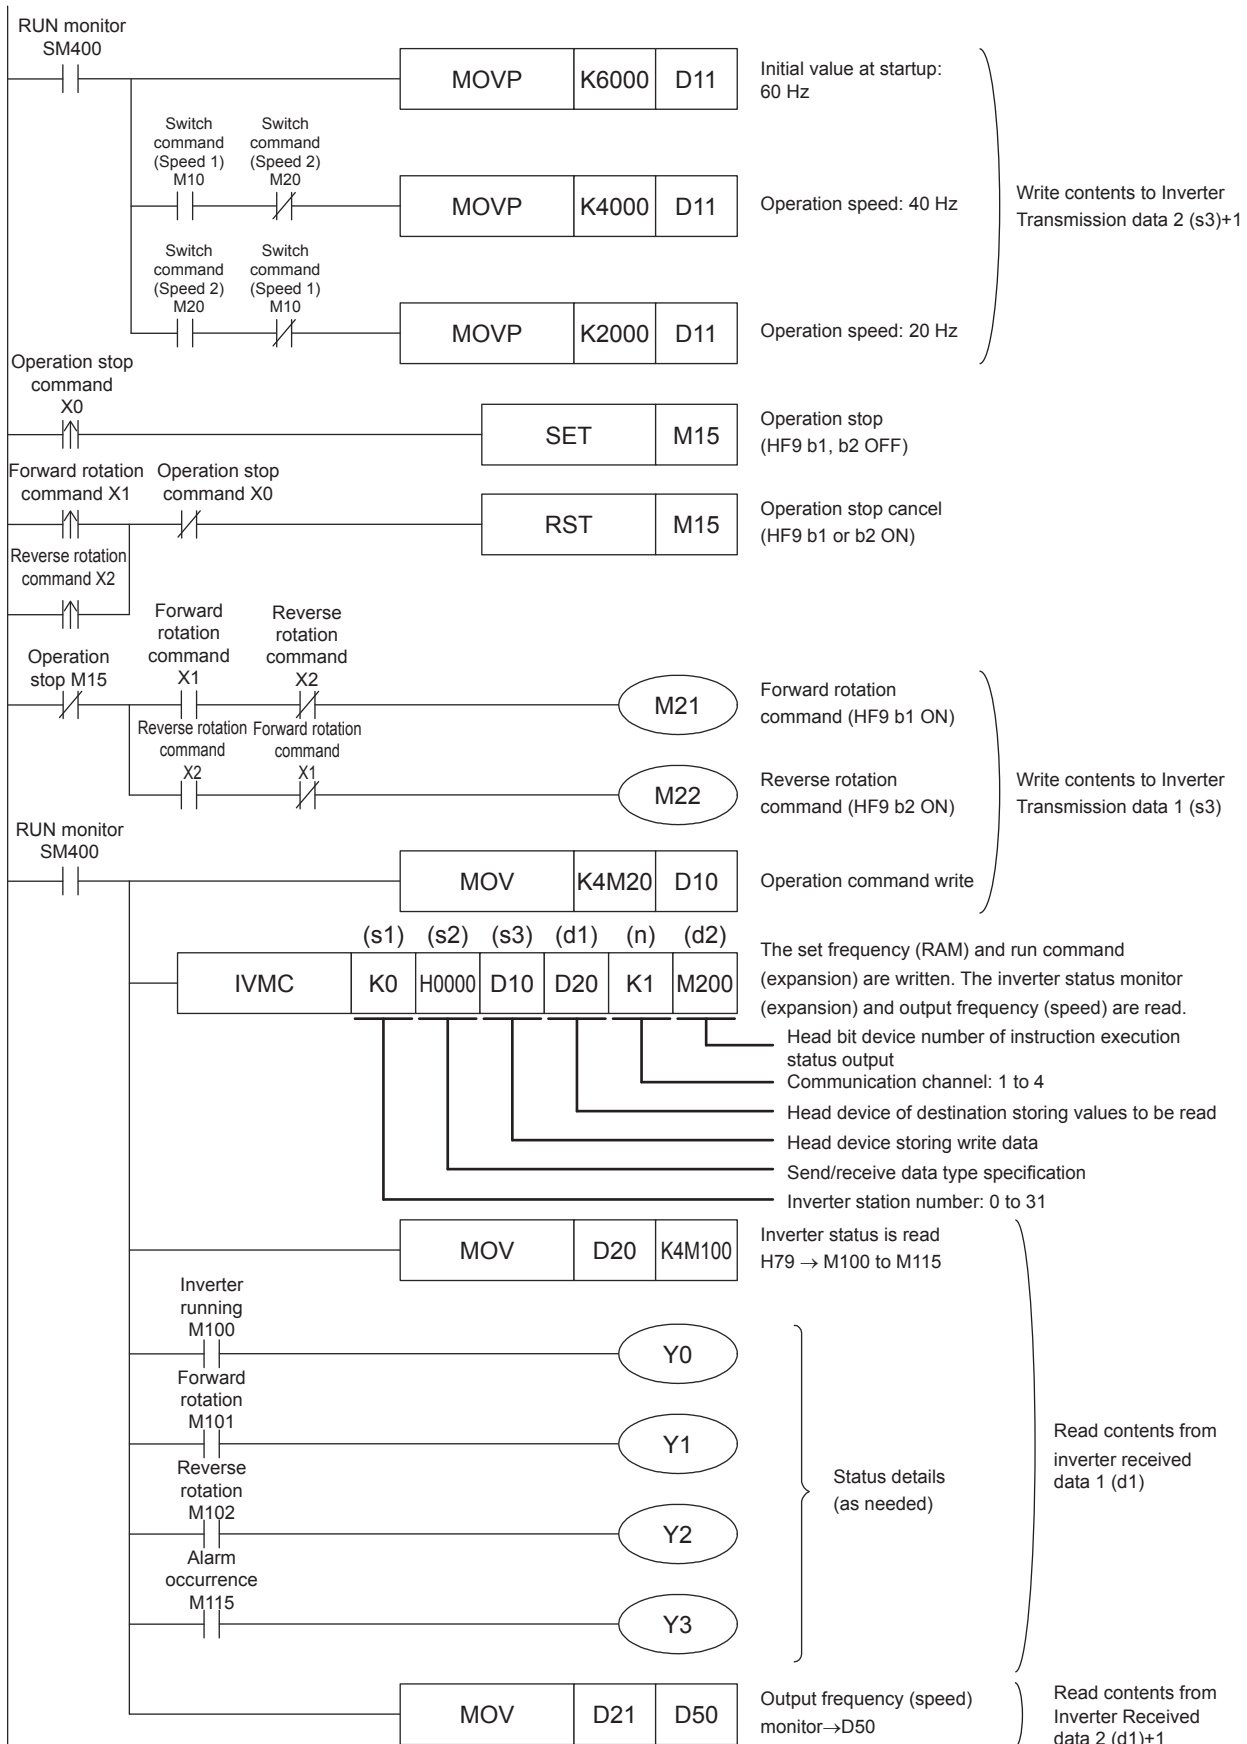 RUN monitor
SM400
MOVP K6000 D11
Initial value at startup:
60 Hz
Switch
command
(Speed 1)
M10
Switch
command
(Speed 2)
M20
MOVP K4000 D11
Operation speed: 40 Hz
Write contents to Inverter
Transmission data 2 (s3)+1
Switch
command
(Speed 2)
M20
Switch
command
(Speed 1)
M10
MOVP K2000 D11
Operation speed: 20 Hz
Operation stop
command
X0
SET M15
Operation stop
(HF9 b1, b2 OFF)
Forward rotation
command X1
Operation stop
command X0
RST M15
Operation stop cancel
(HF9 b1 or b2 ON)
Reverse rotation
command X2
Operation
stop M15
Forward
rotation
command
X1
Reverse
rotation
command
X2
M21
Forward rotation
command (HF9 b1 ON)
Reverse rotation
command
X2
Forward rotation
command
X1
M22
Reverse rotation
command (HF9 b2 ON)
Write contents to Inverter
Transmission data 1 (s3)
RUN monitor
SM400
MOV K4M20 D10
Operation command write
(s1) (s2) (s3) (d1) (n) (d2)
IVMC K0 H0000 D10 D20 K1 M200
The set frequency (RAM) and run command
(expansion) are written. The inverter status monitor
(expansion) and output frequency (speed) are read.
Head bit device number of instruction execution
status output
Communication channel: 1 to 4
Head device of destination storing values to be read
Head device storing write data
Send/receive data type specification
Inverter station number: 0 to 31
MOV D20 K4M100
Inverter status is read
H79 → M100 to M115
Inverter
running
M100
Y0
Forward
rotation
M101
Y1
Reverse
rotation
M102
Y2
Alarm
occurrence
M115
Y3
Status details
(as needed)
Read contents from
inverter received
data 1 (d1)
MOV D21 D50
Output frequency (speed)
monitor→D50
Read contents from
Inverter Received
data 2 (d1)+1